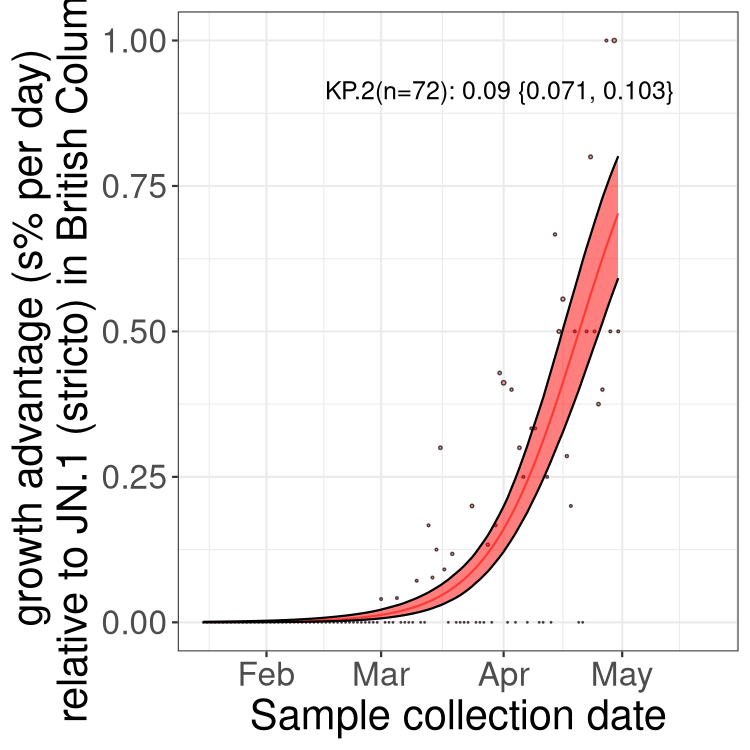 growth advantage (s% per day)
relative to JN.1 (stricto) in British Colum
1.00
0.75
0.50
0.25
0.00
KP.2(n=72): 0.09 {0.071, 0.103}
Feb Mar Apr May
Sample collection date